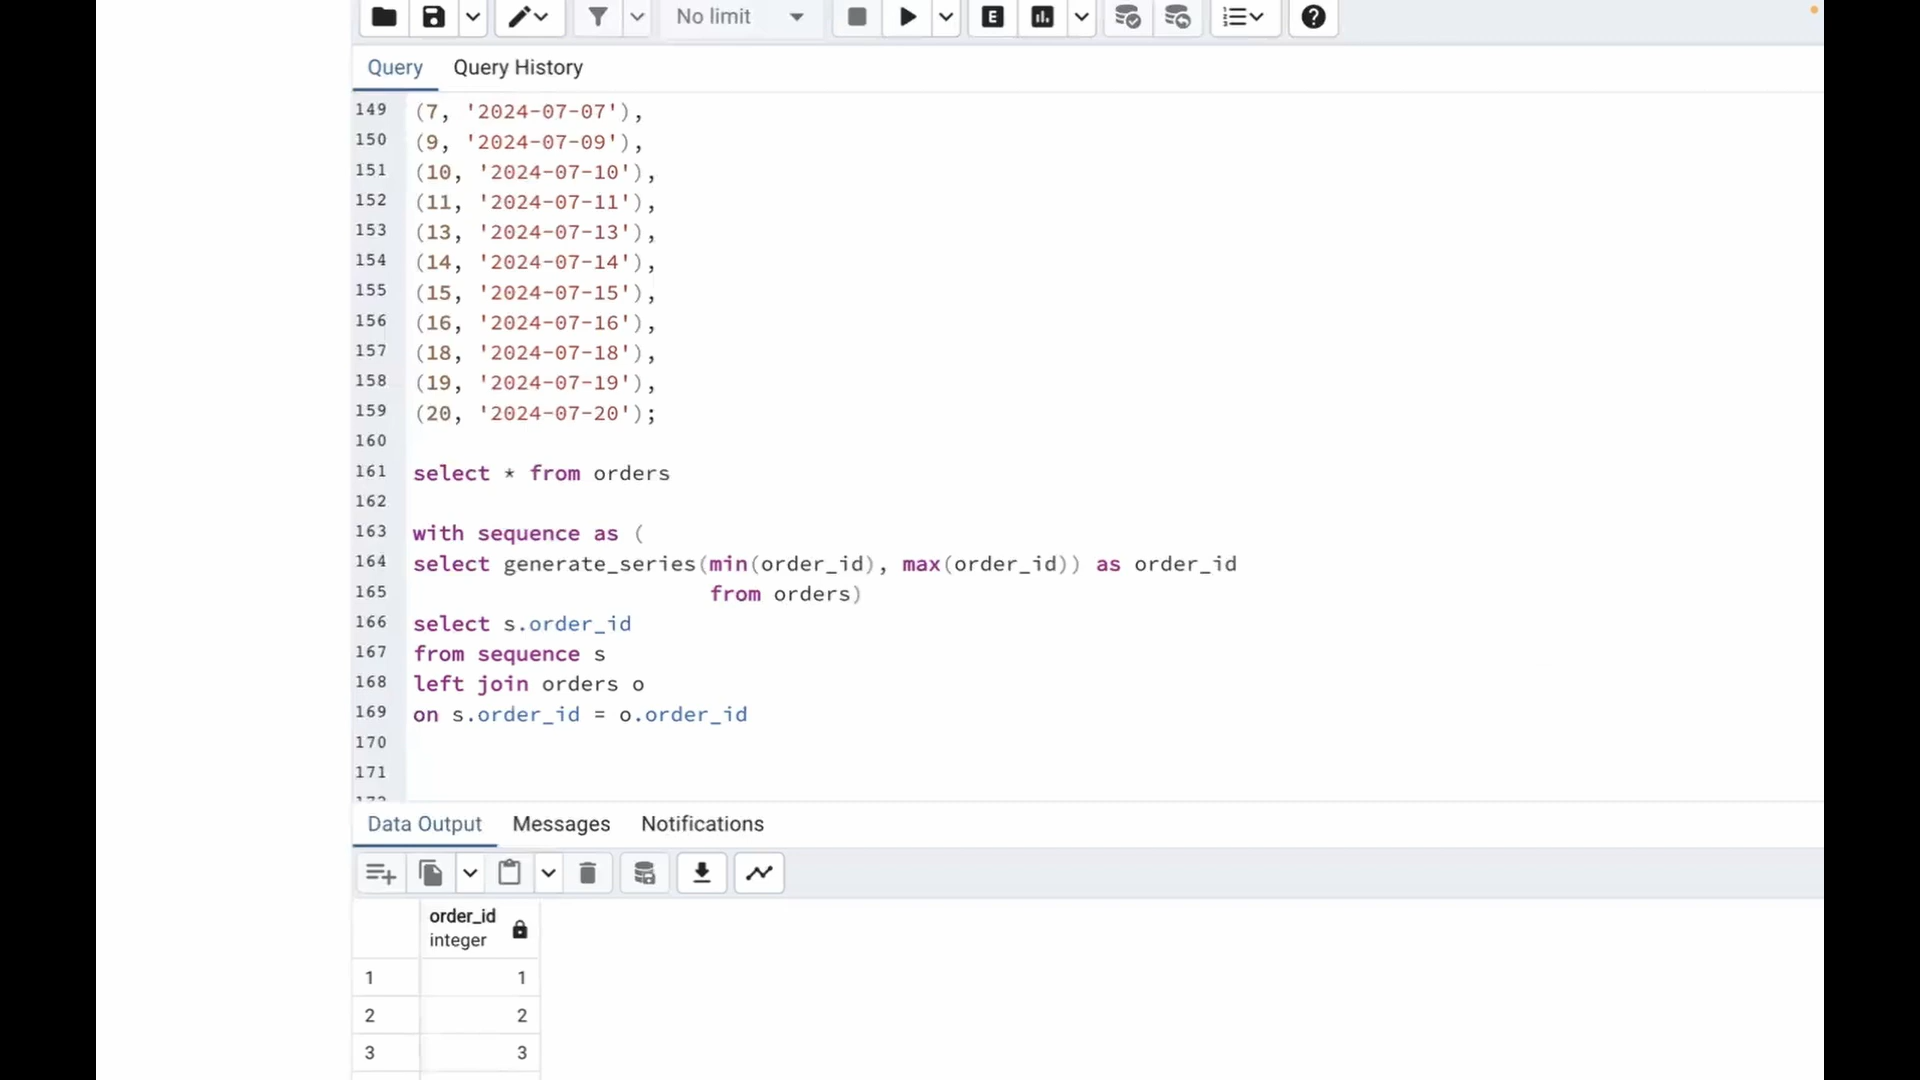 No limit
E
Query Query History
149 (7, '2024-07-07'),
150 (9, '2024-07-09'),
151 (10, '2024-07-10'),
152 (11, '2024-07-11'),
153 (13, '2024-07-13'),
154 (14, '2024-07-14'),
155 (15, '2024-07-15'),
156 (16, '2024-07-16'),
157 (18, '2024-07-18'),
158 (19, '2024-07-19'),
159 (20, '2024-07-20');
160
161 select * from orders
162
163 with sequence as (
164 select generate_series(min(order_id), max(order_id)) as order_id
165 from orders)
166 select s.order_id
167 from sequence s
168 left join orders o
169 on s.order_id = o.order_id
170
171
Data Output Messages Notifications
order_id
integer
1 1
2 2
3 3